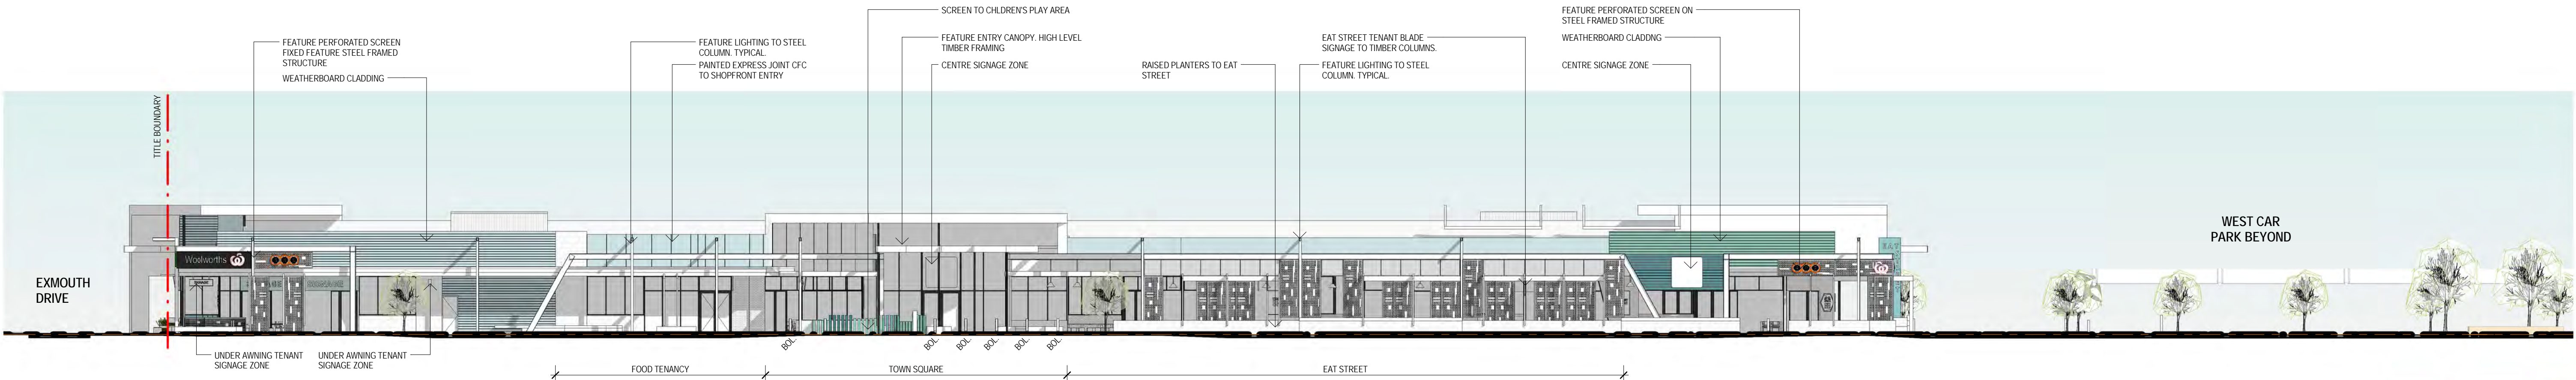 SCREEN TO CHLDREN'S PLAY AREA
FEATURE PERFORATED SCREEN ON
STEEL FRAMED STRUCTURE
FEATURE PERFORATED SCREEN
FIXED FEATURE STEEL FRAMED
STRUCTURE
FEATURE LIGHTING TO STEEL
COLUMN. TYPICAL.
FEATURE ENTRY CANOPY. HIGH LEVEL
TIMBER FRAMING
EAT STREET TENANT BLADE
SIGNAGE TO TIMBER COLUMNS.
WEATHERBOARD CLADDNG
WEATHERBOARD CLADDING
PAINTED EXPRESS JOINT CFC
TO SHOPFRONT ENTRY
CENTRE SIGNAGE ZONE
RAISED PLANTERS TO EAT
STREET
FEATURE LIGHTING TO STEEL
COLUMN. TYPICAL.
CENTRE SIGNAGE ZONE
TITLE BOUNDARY
WEST CAR
PARK BEYOND
EAT
Woolworths
EXMOUTH
DRIVE
SIGNAGE
SIGNAGE
BOL.
BOL.
BOL.
BOL.
BOL.
BOL.
UNDER AWNING TENANT
SIGNAGE ZONE
UNDER AWNING TENANT
SIGNAGE ZONE
FOOD TENANCY
TOWN SQUARE
EAT STREET